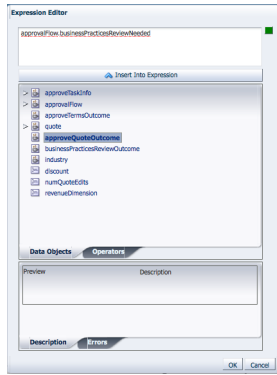 Expression Editor
approvalFlow.businessPracticesReviewNeeded
Insert Into Expression
> approveTaskInfo
> approvalFlow
approveTermsOutcome
> quote
approveQuoteOutcome
businessPracticesReviewOutcome
industry
discount
numQuoteEdits
revenueDimension
Data Objects Operators
Preview Description
Description Errors
OK Cancel